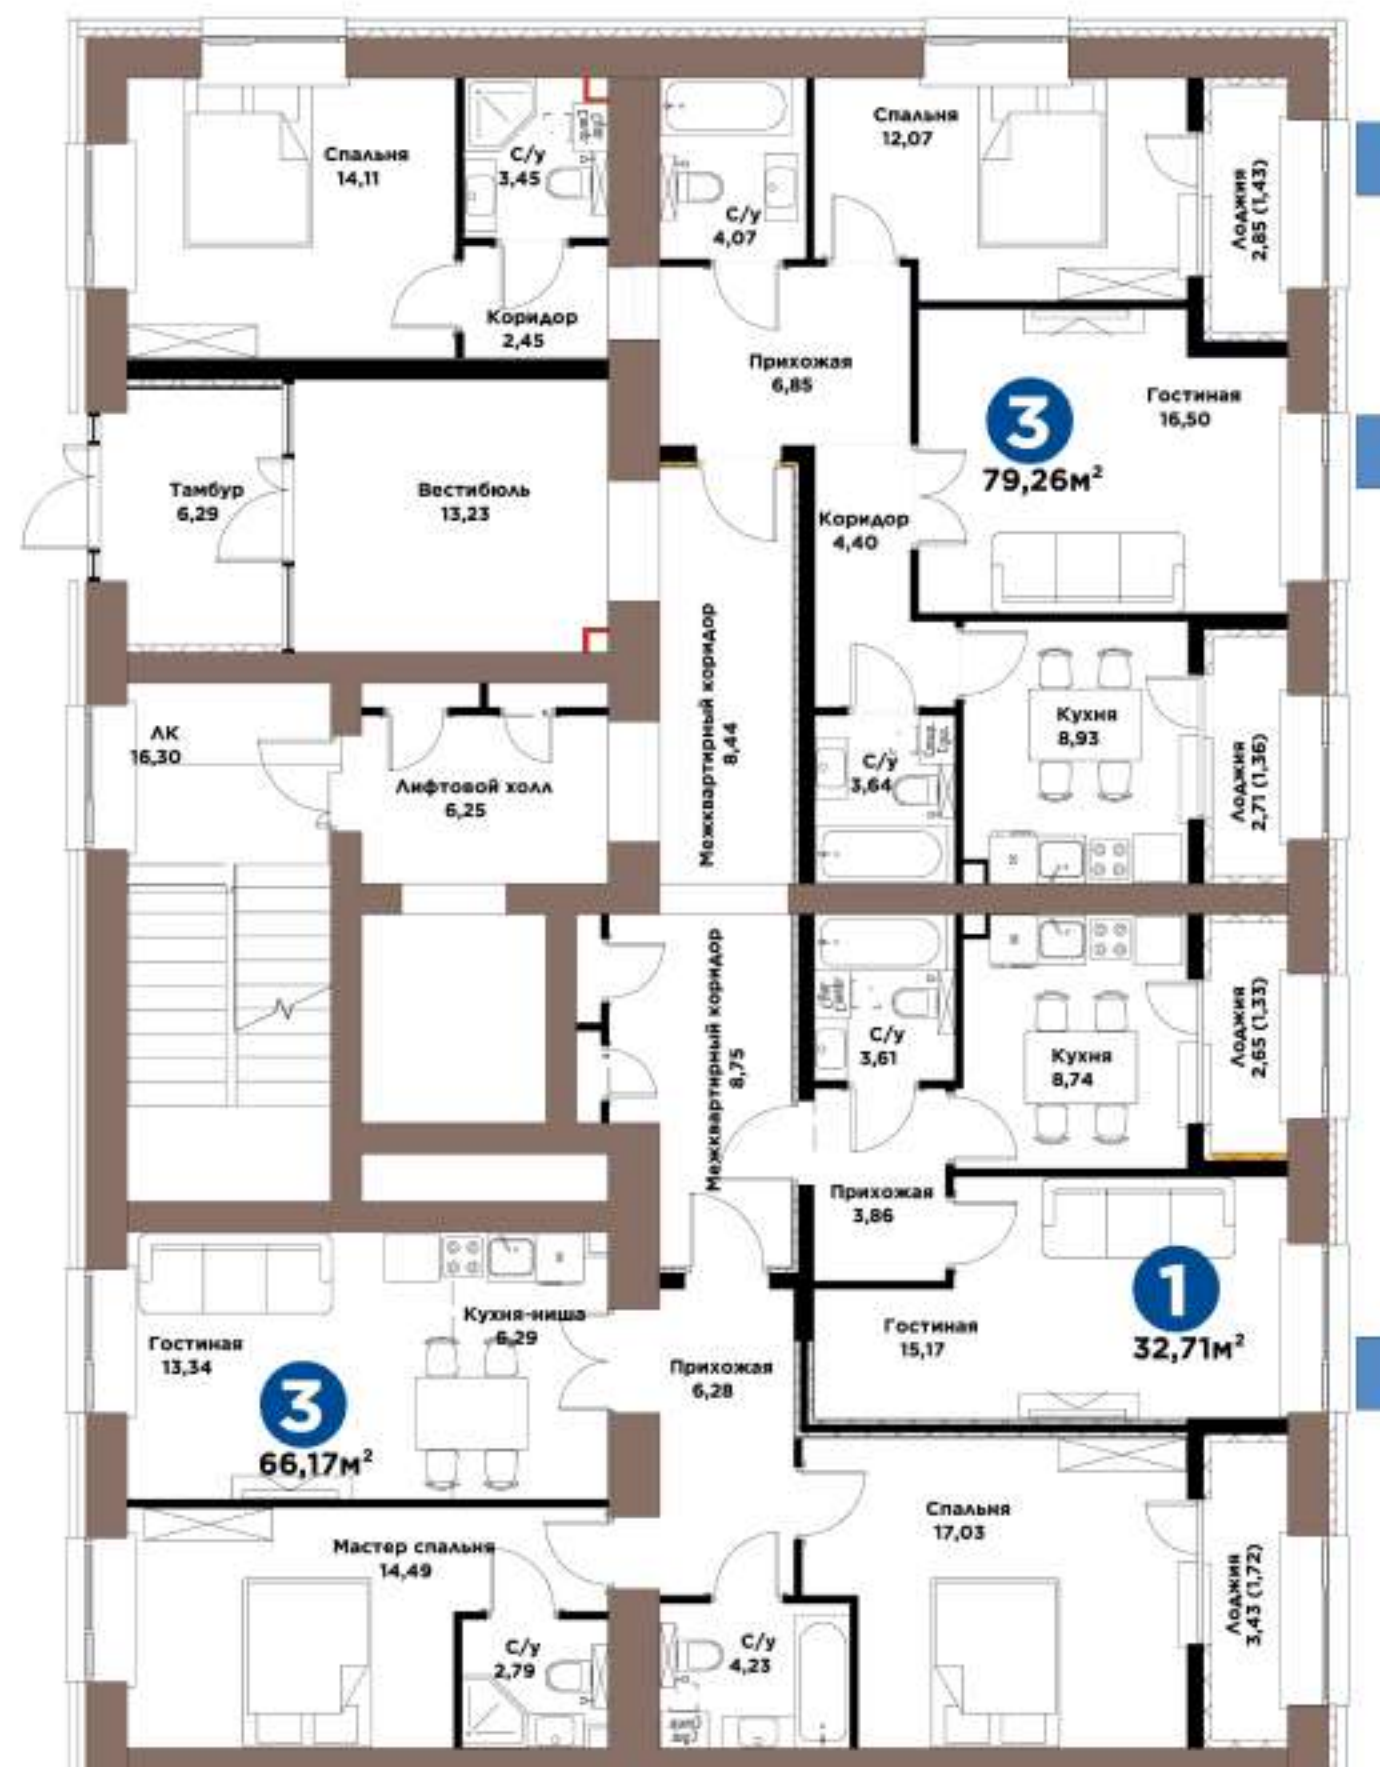 Спальня
14,11
С/у
3,45
С/у
4,07
Спальня
12,07
Лоджия
2,85 (1,43)
Коридор
2,45
Прихожая
6,85
3
79,26м²
Гостиная
16,50
Тамбур
6,29
Вестибюль
13,23
Коридор
4,40
Межквартирный коридор
8,44
ЛК
16,30
Лифтовой холл
6,25
С/у
3,64
Кухня
8,93
Лоджия
2,71 (1,36)
Межквартирный коридор
8,75
С/у
3,61
Кухня
8,74
Лоджия
2,65 (1,33)
Прихожая
3,86
Гостиная
13,34
Кухня-ниша
6,29
3
66,17м²
Прихожая
6,28
Гостиная
15,17
1
32,71м²
Мастер спальня
14,49
С/у
2,79
С/у
4,23
Спальня
17,03
Лоджия
3,43 (1,72)